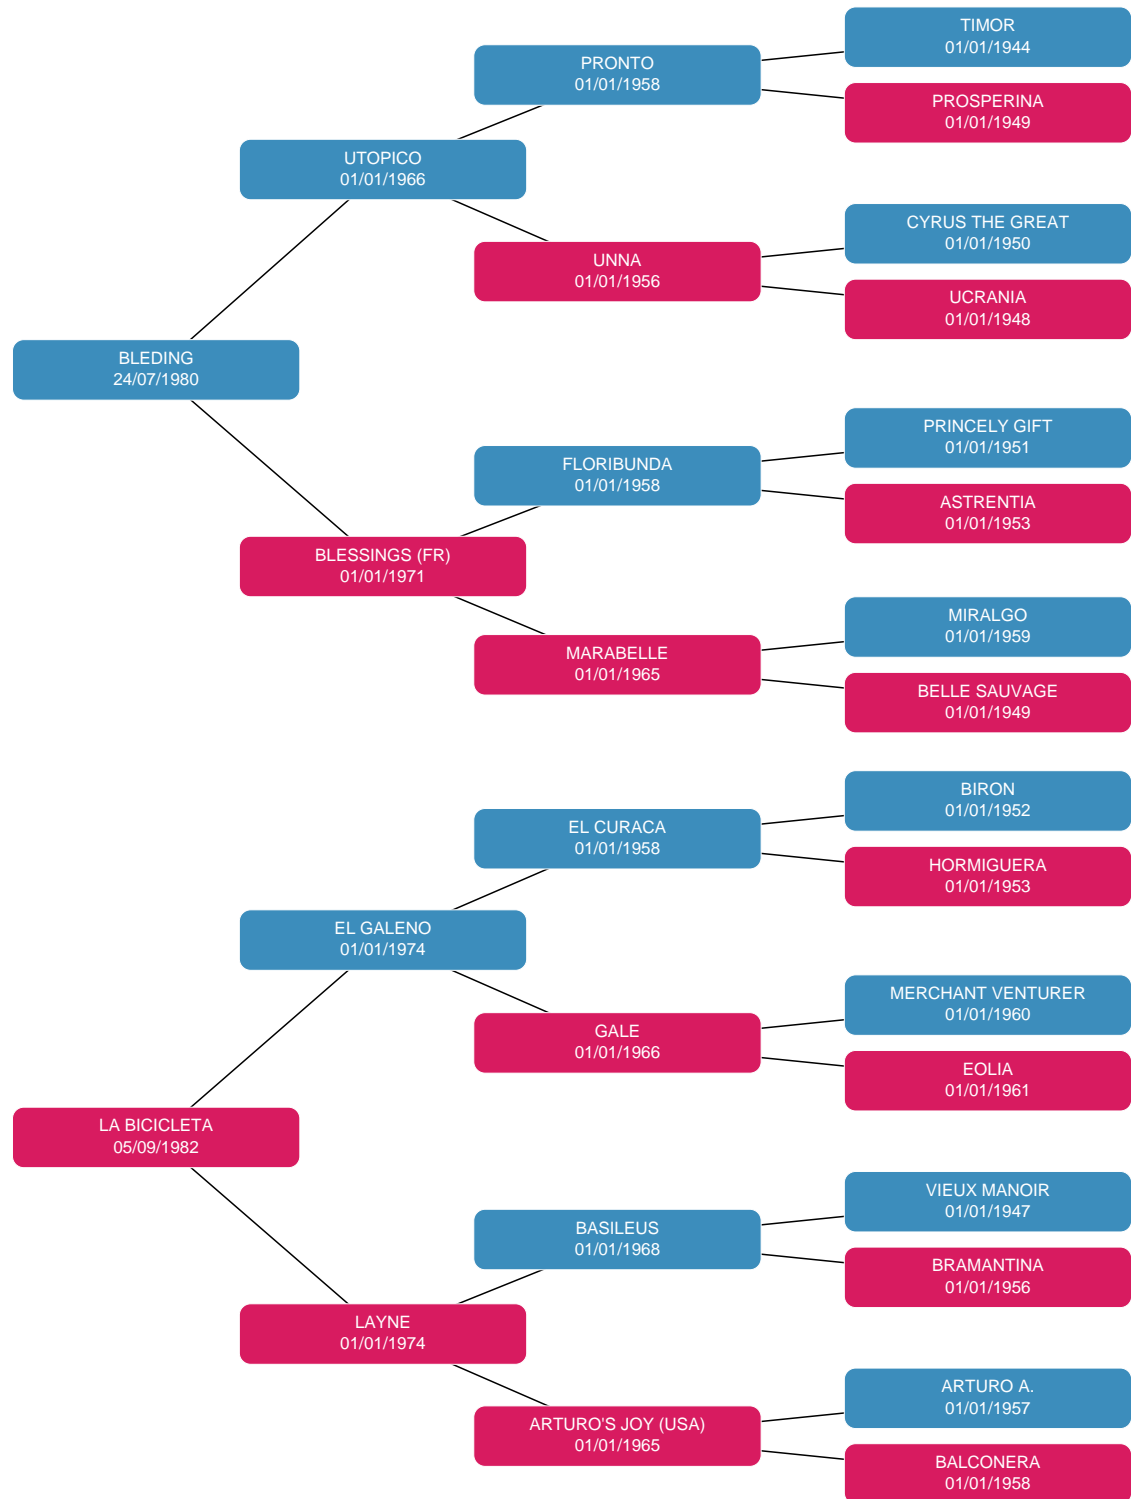 TIMOR
01/01/1944
PRONTO
01/01/1958
PROSPERINA
01/01/1949
UTOPICO
01/01/1966
CYRUS THE GREAT
01/01/1950
UNNA
01/01/1956
UCRANIA
01/01/1948
BLEDING
24/07/1980
PRINCELY GIFT
01/01/1951
FLORIBUNDA
01/01/1958
ASTRENTIA
01/01/1953
BLESSINGS (FR)
01/01/1971
MIRALGO
01/01/1959
MARABELLE
01/01/1965
BELLE SAUVAGE
01/01/1949
BIRON
01/01/1952
EL CURACA
01/01/1958
HORMIGUERA
01/01/1953
EL GALENO
01/01/1974
MERCHANT VENTURER
01/01/1960
GALE
01/01/1966
EOLIA
01/01/1961
LA BICICLETA
05/09/1982
VIEUX MANOIR
01/01/1947
BASILEUS
01/01/1968
BRAMANTINA
01/01/1956
LAYNE
01/01/1974
ARTURO A.
01/01/1957
ARTURO'S JOY (USA)
01/01/1965
BALCONERA
01/01/1958